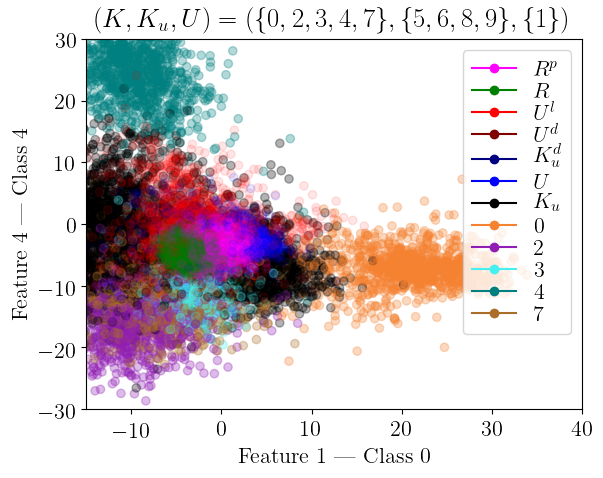 (K, K_u, U) = ({0, 2, 3, 4, 7}, {5, 6, 8, 9}, {1})
R^p
R
U^l
U^d
K_u^d
U
K_u
0
2
3
4
7
30
20
10
0
−10
−20
−30
Feature 4 — Class 4
−10
0
10
20
30
40
Feature 1 — Class 0